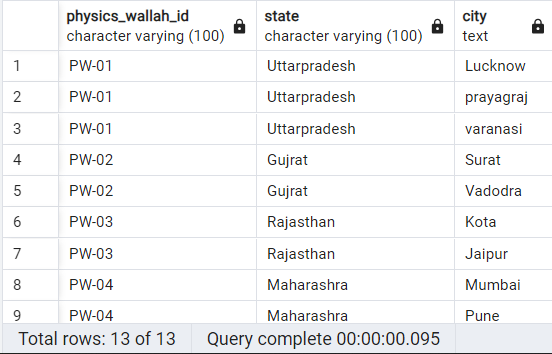 physics_wallah_id state city
character varying (100) character varying (100) text
1 PW-01 Uttarpradesh Lucknow
2 PW-01 Uttarpradesh prayagraj
3 PW-01 Uttarpradesh varanasi
4 PW-02 Gujrat Surat
5 PW-02 Gujrat Vadodra
6 PW-03 Rajasthan Kota
7 PW-03 Rajasthan Jaipur
8 PW-04 Maharashra Mumbai
9 PW-04 Maharashra Pune
Total rows: 13 of 13 Query complete 00:00:00.095